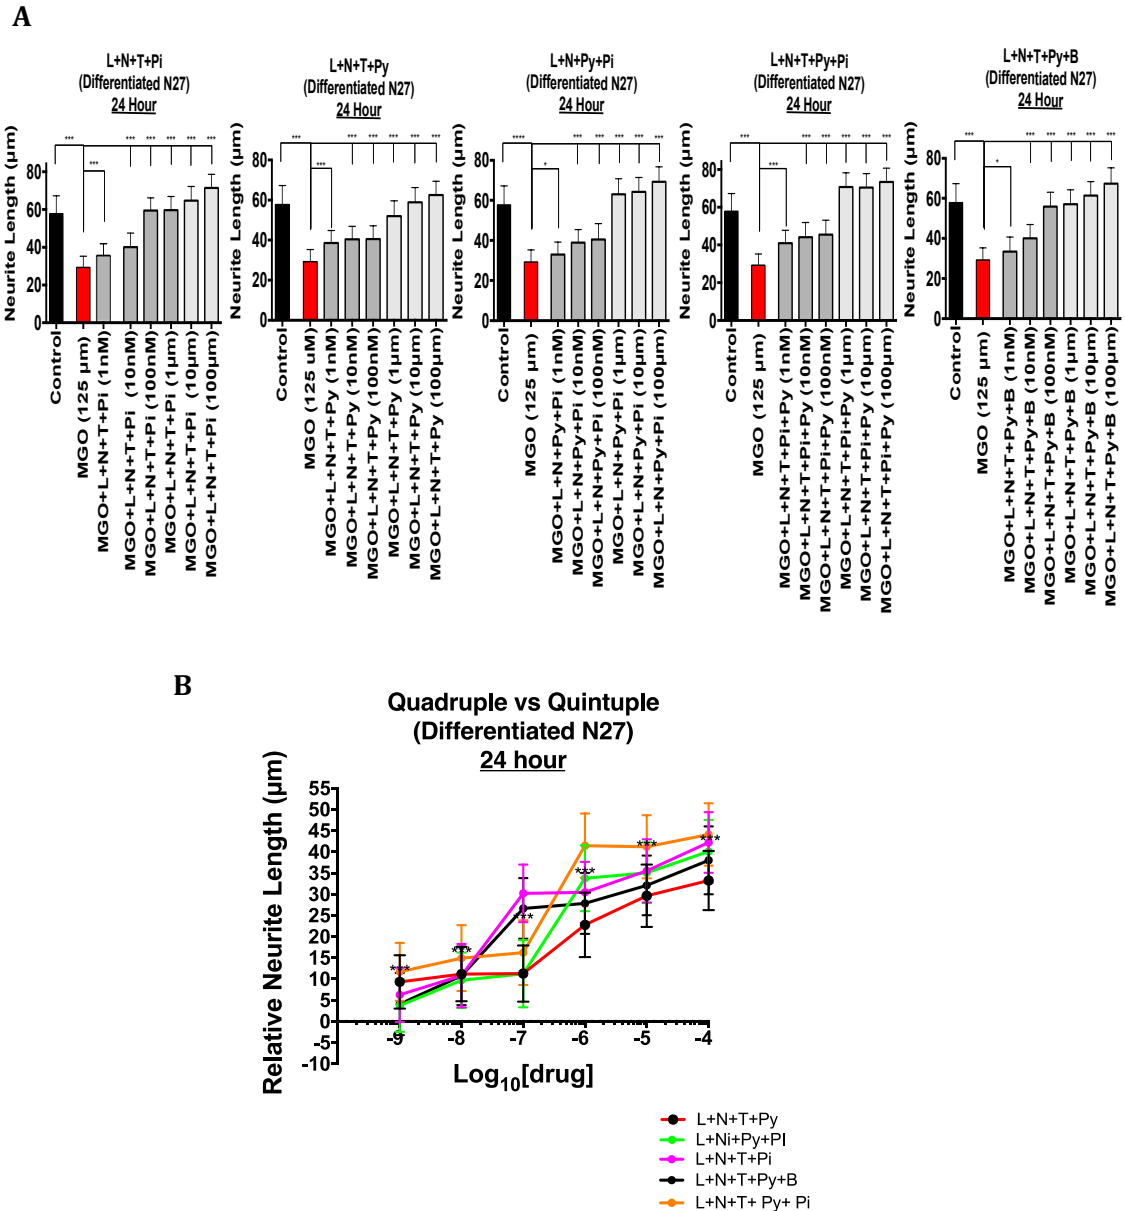 A
L+N+T+Pi
(Differentiated N27)
24 Hour
*** *** *** *** *** ***
***
Neurite Length (µm)
80
60
40
20
0
Control
MGO (125 µm)
MGO+L+N+T+Pi (1nM)
MGO+L+N+T+Pi (10nM)
MGO+L+N+T+Pi (100nM)
MGO+L+N+T+Pi (1µm)
MGO+L+N+T+Pi (10µm)
MGO+L+N+T+Pi (100µm)
L+N+T+Py
(Differentiated N27)
24 Hour
*** *** *** *** *** ***
***
Neurite Length (µm)
80
60
40
20
0
Control
MGO (125 uM)
MGO+L+N+T+Py (1nM)
MGO+L+N+T+Py (10nM)
MGO+L+N+T+Py (100nM)
MGO+L+N+T+Py (1µm)
MGO+L+N+T+Py (10µm)
MGO+L+N+T+Py (100µm)
L+N+Py+Pi
(Differentiated N27)
24 Hour
**** *** *** *** *** ***
*
Neurite Length (µm)
80
60
40
20
0
Control
MGO (125 µm)
MGO+L+N+Py+Pi (1nM)
MGO+L+N+Py+Pi (10nM)
MGO+L+N+Py+Pi (100nM)
MGO+L+N+Py+Pi (1µm)
MGO+L+N+Py+Pi (10µm)
MGO+L+N+Py+Pi (100µm)
L+N+T+Py+Pi
(Differentiated N27)
24 Hour
*** *** *** *** *** ***
***
Neurite Length (µm)
80
60
40
20
0
Control
MGO (125 µm)
MGO+L+N+T+Pi+Py (1nM)
MGO+L+N+T+Pi+Py (10nM)
MGO+L+N+T+Pi+Py (100nM)
MGO+L+N+T+Pi+Py (1µm)
MGO+L+N+T+Pi+Py (10µm)
MGO+L+N+T+Pi+Py (100µm)
L+N+T+Py+B
(Differentiated N27)
24 Hour
*** *** *** *** *** ***
*
Neurite Length (µm)
80
60
40
20
0
Control
MGO (125 µm)
MGO+L+N+T+Py+B (1nM)
MGO+L+N+T+Py+B (10nM)
MGO+L+N+T+Py+B (100nM)
MGO+L+N+T+Py+B (1µm)
MGO+L+N+T+Py+B (10µm)
MGO+L+N+T+Py+B (100µm)
B
Quadruple vs Quintuple
(Differentiated N27)
24 hour
Relative Neurite Length (µm)
55
50
45
40
35
30
25
20
15
10
5
0
-5
-10
*** *** *** *** *** ***
-9 -8 -7 -6 -5 -4
Log10[drug]
L+N+T+Py
L+Ni+Py+PI
L+N+T+Pi
L+N+T+Py+B
L+N+T+ Py+ Pi